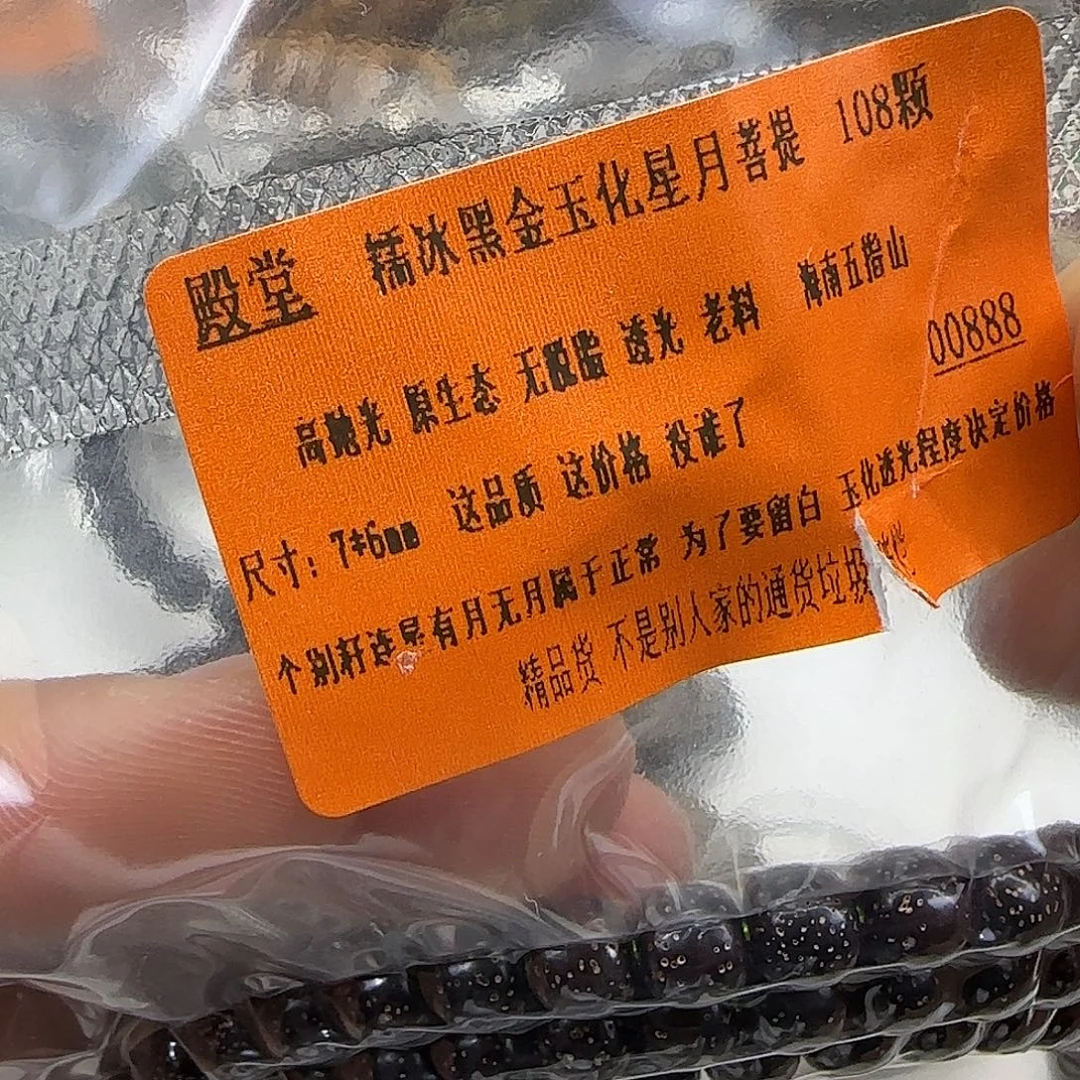 殿堂 糯冰黑金玉化星月菩提 108颗
高抛光 原生态 无脱脂 透光 老料 海南五指山
00888
尺寸：7*6mm 这品质 这价格 没谁了
个别籽连星有月无月属于正常 为了要留白 玉化透光程度决定价格
精品货 不是别人家的通货垃圾